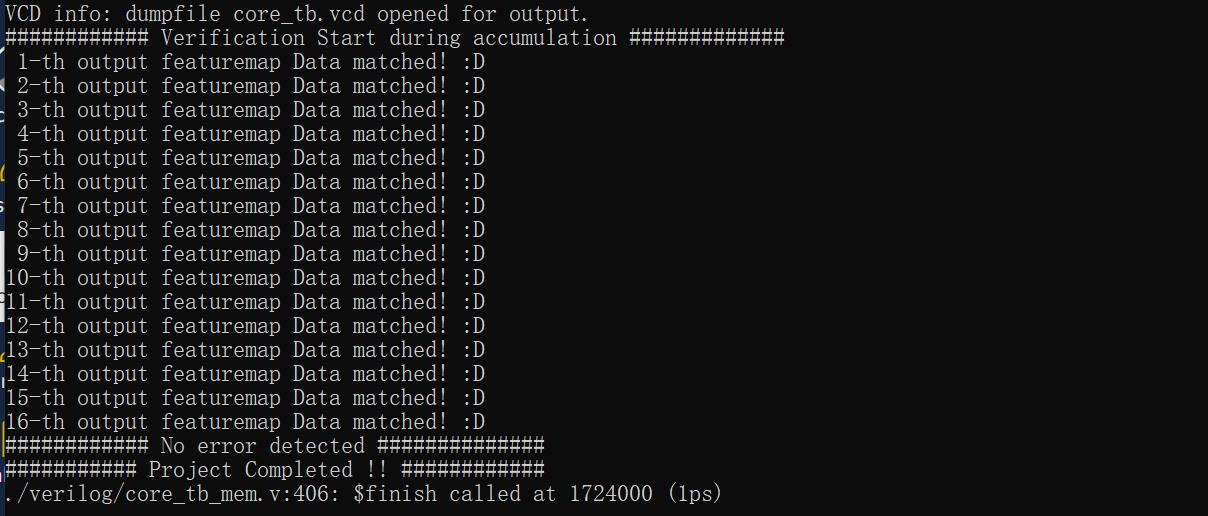 VCD info: dumpfile core_tb.vcd opened for output.
############ Verification Start during accumulation #############
1-th output featuremap Data matched! :D
2-th output featuremap Data matched! :D
3-th output featuremap Data matched! :D
4-th output featuremap Data matched! :D
5-th output featuremap Data matched! :D
6-th output featuremap Data matched! :D
7-th output featuremap Data matched! :D
8-th output featuremap Data matched! :D
9-th output featuremap Data matched! :D
10-th output featuremap Data matched! :D
11-th output featuremap Data matched! :D
12-th output featuremap Data matched! :D
13-th output featuremap Data matched! :D
14-th output featuremap Data matched! :D
15-th output featuremap Data matched! :D
16-th output featuremap Data matched! :D
############ No error detected ##############
########### Project Completed !! ############
./verilog/core_tb_mem.v:406: $finish called at 1724000 (1ps)